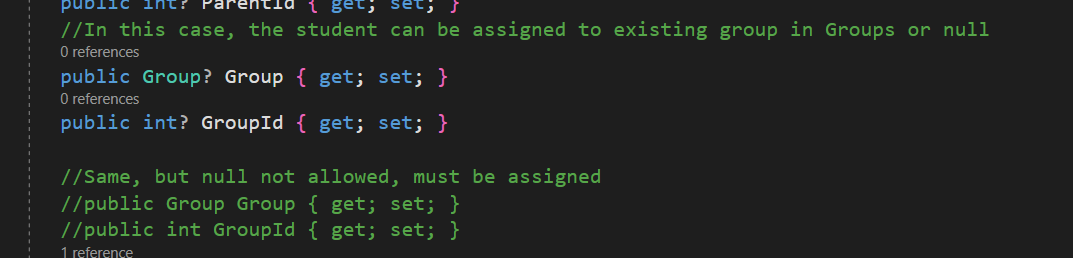 public int? ParentId { get; set; }
//In this case, the student can be assigned to existing group in Groups or null
0 references
public Group? Group { get; set; }
0 references
public int? GroupId { get; set; }
//Same, but null not allowed, must be assigned
//public Group Group { get; set; }
//public int GroupId { get; set; }
1 reference